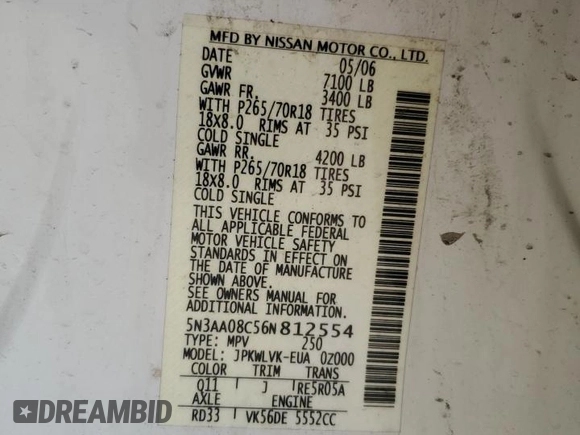 MFD BY NISSAN MOTOR CO., LTD.
DATE 05/06
GVWR 7100 LB
GAWR FR. 3400 LB
WITH P265/70R18 TIRES
18X8.0 RIMS AT 35 PSI
COLD SINGLE
GAWR RR. 4200 LB
WITH P265/70R18 TIRES
18X8.0 RIMS AT 35 PSI
COLD SINGLE
THIS VEHICLE CONFORMS TO
ALL APPLICABLE FEDERAL
MOTOR VEHICLE SAFETY
STANDARDS IN EFFECT ON
THE DATE OF MANUFACTURE
SHOWN ABOVE.
SEE OWNERS MANUAL FOR
ADDITIONAL INFORMATION.
5N3AA08C56N812554
TYPE: MPV 250
MODEL: JPKWLVK-EUA 0Z000
COLOR TRIM TRANS
Q11 J RE5R05A
AXLE ENGINE
RD33 VK56DE 5552CC
DREAMBID